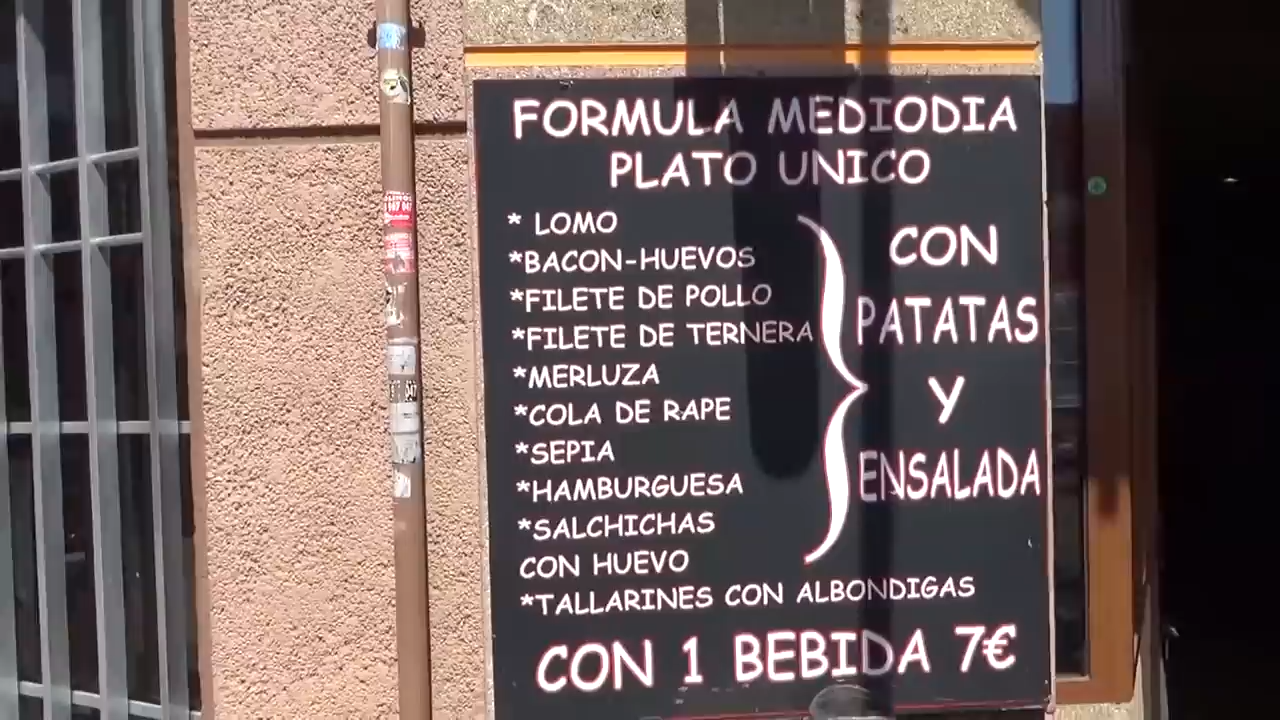 FORMULA MEDIODIA
PLATO UNICO
* LOMO
*BACON-HUEVOS
*FILETE DE POLLO
*FILETE DE TERNERA
*MERLUZA
*COLA DE RAPE
*SEPIA
*HAMBURGUESA
*SALCHICHAS
CON HUEVO
CON
PATATAS
Y
ENSALADA
*TALLARINES CON ALBONDIGAS
CON 1 BEBIDA 7€